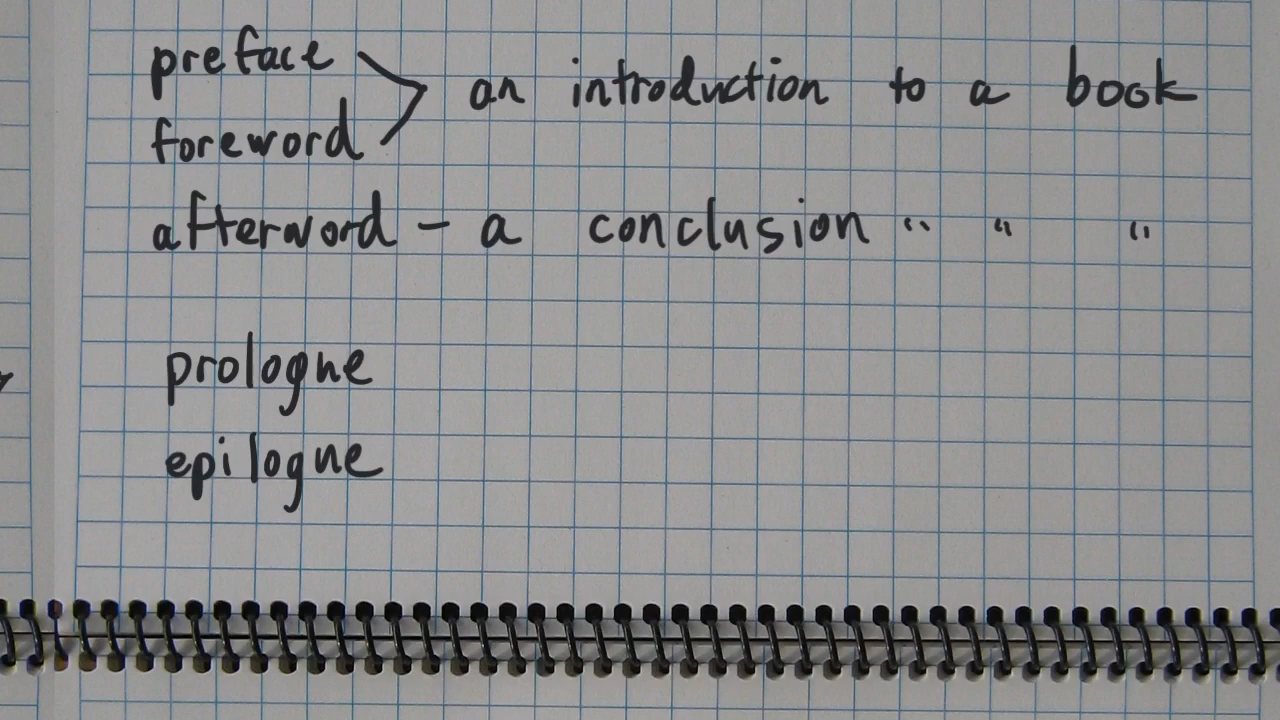 preface
foreword
an introduction to a book
afterword - a conclusion " " "
prologue
epilogue